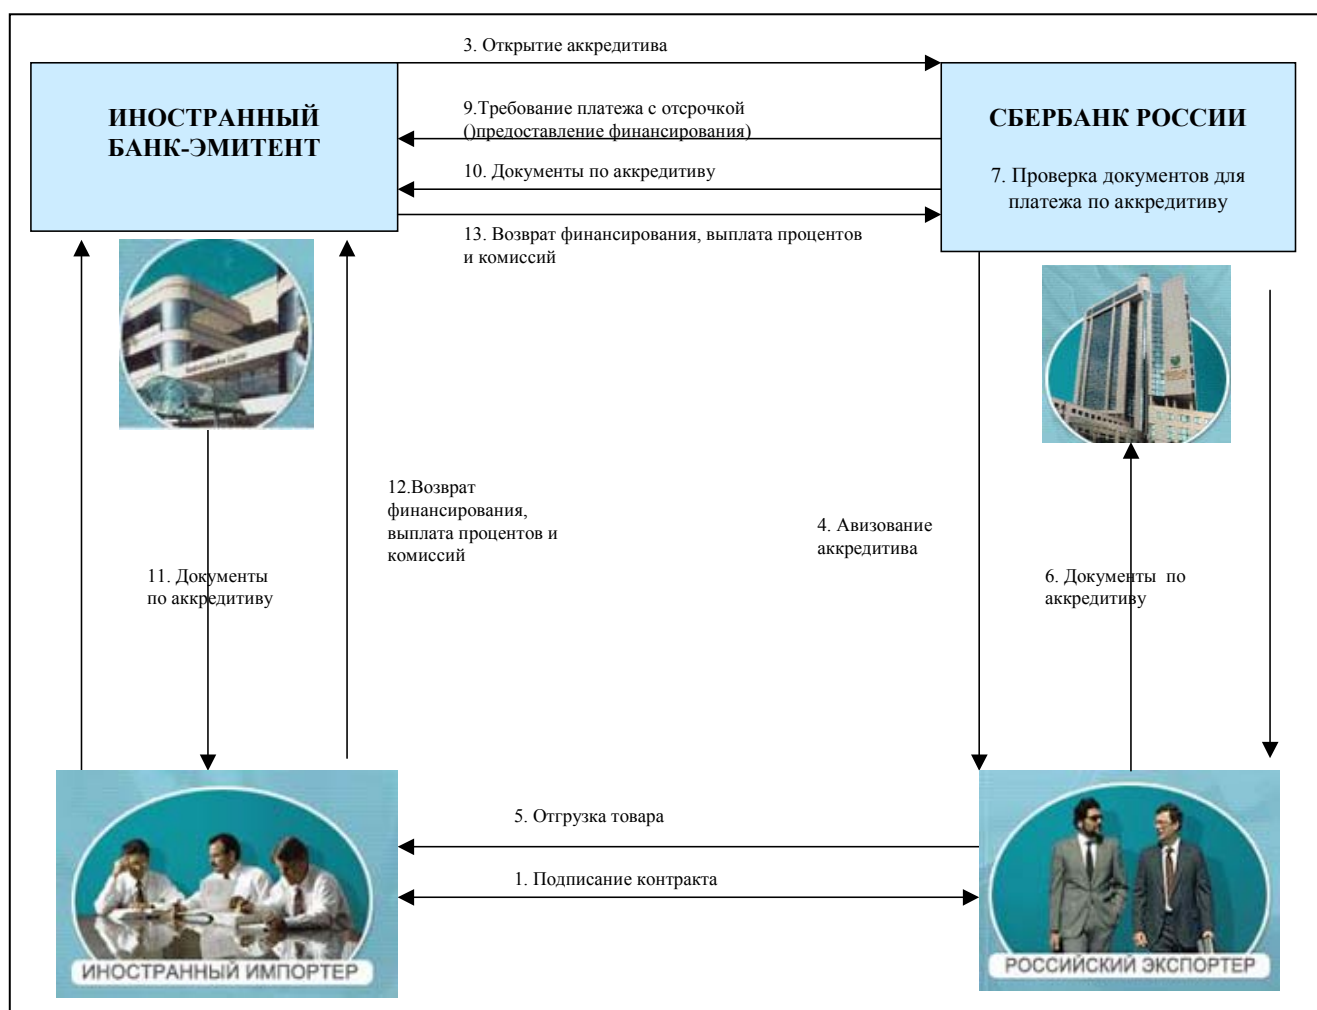 3. Открытие аккредитива
ИНОСТРАННЫЙ
БАНК-ЭМИТЕНТ
9.Требование платежа с отсрочкой
()предоставление финансирования)
10. Документы по аккредитиву
13. Возврат финансирования, выплата процентов
и комиссий
СБЕРБАНК РОССИИ
7. Проверка документов для
платежа по аккредитиву
12.Возврат
финансирования,
выплата процентов и
комиссий
11. Документы
по аккредитиву
4. Авизование
аккредитива
6. Документы по
аккредитиву
5. Отгрузка товара
1. Подписание контракта
ИНОСТРАННЫЙ ИМПОРТЕР
РОССИЙСКИЙ ЭКСПОРТЕР